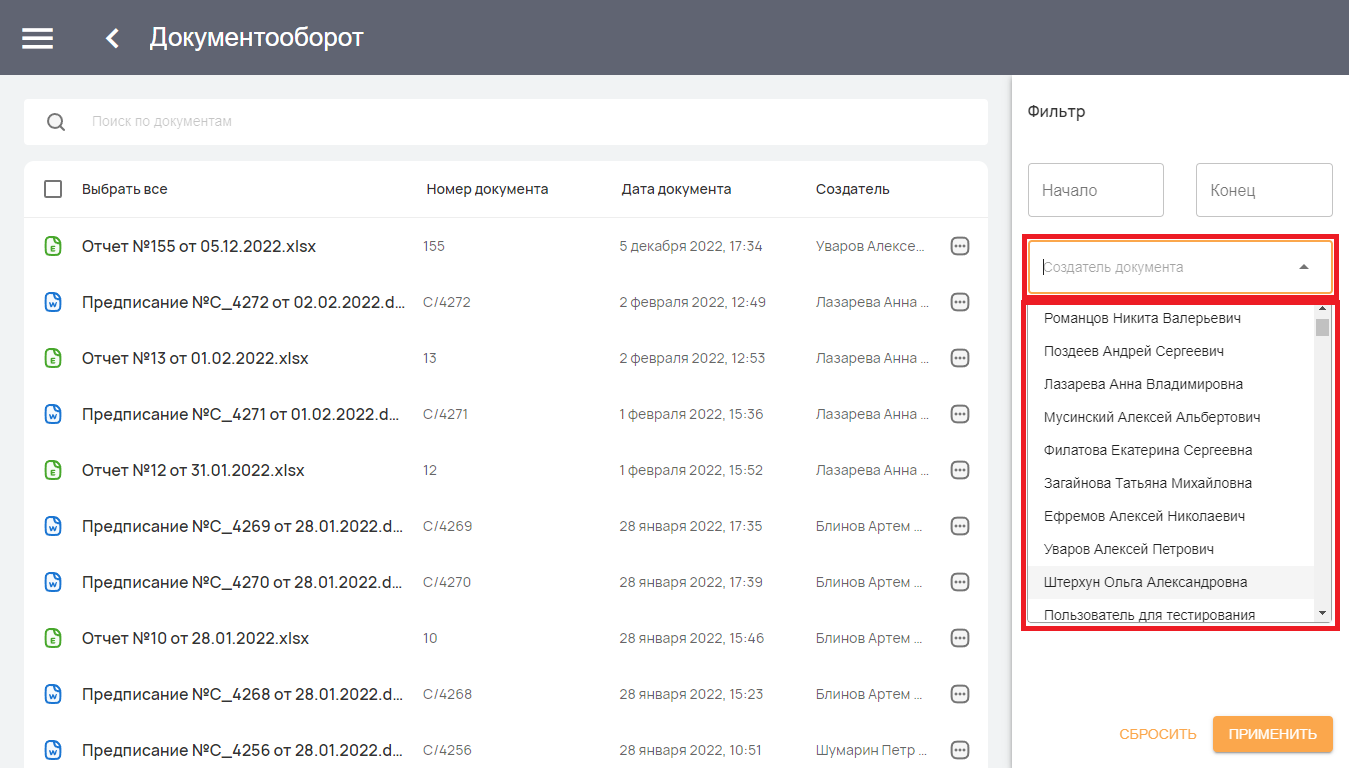 Документооборот
Поиск по документам
Выбрать все Номер документа Дата документа Создатель
Отчет №155 от 05.12.2022.xlsx 155 5 декабря 2022, 17:34 Уваров Алексе...
Предписание №С_4272 от 02.02.2022.d... С/4272 2 февраля 2022, 12:49 Лазарева Анна ...
Отчет №13 от 01.02.2022.xlsx 13 2 февраля 2022, 12:53 Лазарева Анна ...
Предписание №С_4271 от 01.02.2022.d... С/4271 1 февраля 2022, 15:36 Лазарева Анна ...
Отчет №12 от 31.01.2022.xlsx 12 1 февраля 2022, 15:52 Лазарева Анна ...
Предписание №С_4269 от 28.01.2022.d... С/4269 28 января 2022, 17:35 Блинов Артем ...
Предписание №С_4270 от 28.01.2022.d... С/4270 28 января 2022, 17:39 Блинов Артем ...
Отчет №10 от 28.01.2022.xlsx 10 28 января 2022, 15:46 Блинов Артем ...
Предписание №С_4268 от 28.01.2022.d... С/4268 28 января 2022, 15:23 Блинов Артем ...
Предписание №С_4256 от 28.01.2022.d... С/4256 28 января 2022, 10:51 Шумарин Петр ...
Фильтр
Начало Конец
Создатель документа
Романцов Никита Валерьевич
Поздеев Андрей Сергеевич
Лазарева Анна Владимировна
Мусинский Алексей Альбертович
Филатова Екатерина Сергеевна
Загайнова Татьяна Михайловна
Ефремов Алексей Николаевич
Уваров Алексей Петрович
Штерхун Ольга Александровна
Пользователь для тестирования
СБРОСИТЬ ПРИМЕНИТЬ